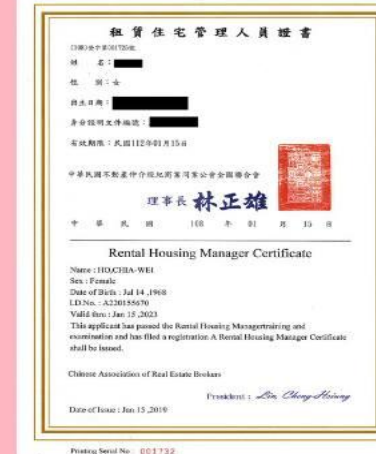 租賃住宅管理人員證書
姓 名：
性 別：女
出生日期：
身分證明文件編號：
有效期限：民國112年01月15日
中華民國不動產仲介經紀商業同業公會全國聯合會
理事長 林正雄
中 華 民 國 108 年 01 月 15 日
Rental Housing Manager Certificate
Name : HO,CHIA-WEI
Sex : Female
Date of Birth : Jul 14 ,1968
I.D.No. : A220155670
Valid thru : Jan 15 ,2023
This applicant has passed the Rental Housing Managertraining and
examination and has filed a registration A Rental Housing Manager Certificate
shall be issued.
Chinese Association of Real Estate Brokers
President : Lin, Cheng-Hsiung
Date of Issue : Jan 15 ,2019
Printing Serial No : 001732